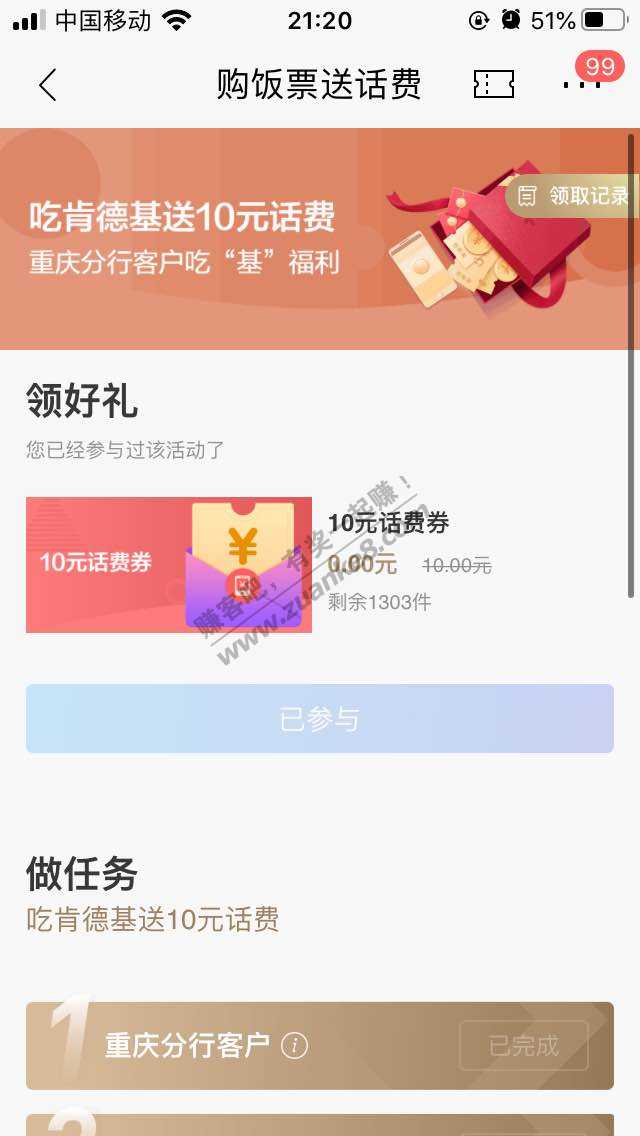 中国移动
21:20
51%
购饭票送话费
99
吃肯德基送10元话费
重庆分行客户吃“基”福利
领取记录
领好礼
您已经参与过该活动了
10元话费券
10元话费券
0.00元 10.00元
剩余1303件
赚客吧，有奖一起赚！
www.zuanke8.com
已参与
做任务
吃肯德基送10元话费
1
重庆分行客户
已完成
2